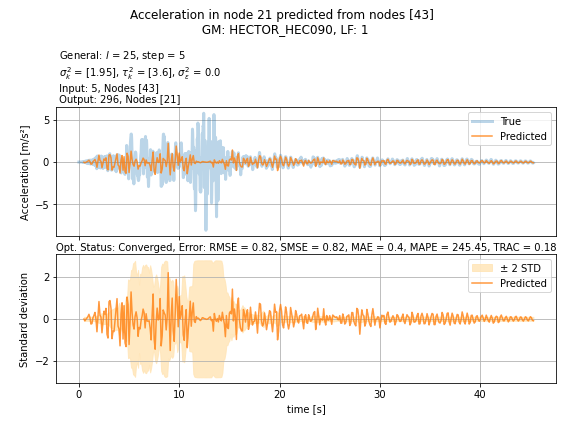 Acceleration in node 21 predicted from nodes [43]
GM: HECTOR_HEC090, LF: 1
General: l = 25, step = 5
σ²ₖ = [1.95], τ²ₖ = [3.6], σ²ε = 0.0
Input: 5, Nodes [43]
Output: 296, Nodes [21]
Acceleration [m/s²]
5
0
−5
True
Predicted
Opt. Status: Converged, Error: RMSE = 0.82, SMSE = 0.82, MAE = 0.4, MAPE = 245.45, TRAC = 0.18
Standard deviation
2
0
−2
± 2 STD
Predicted
0 10 20 30 40
time [s]